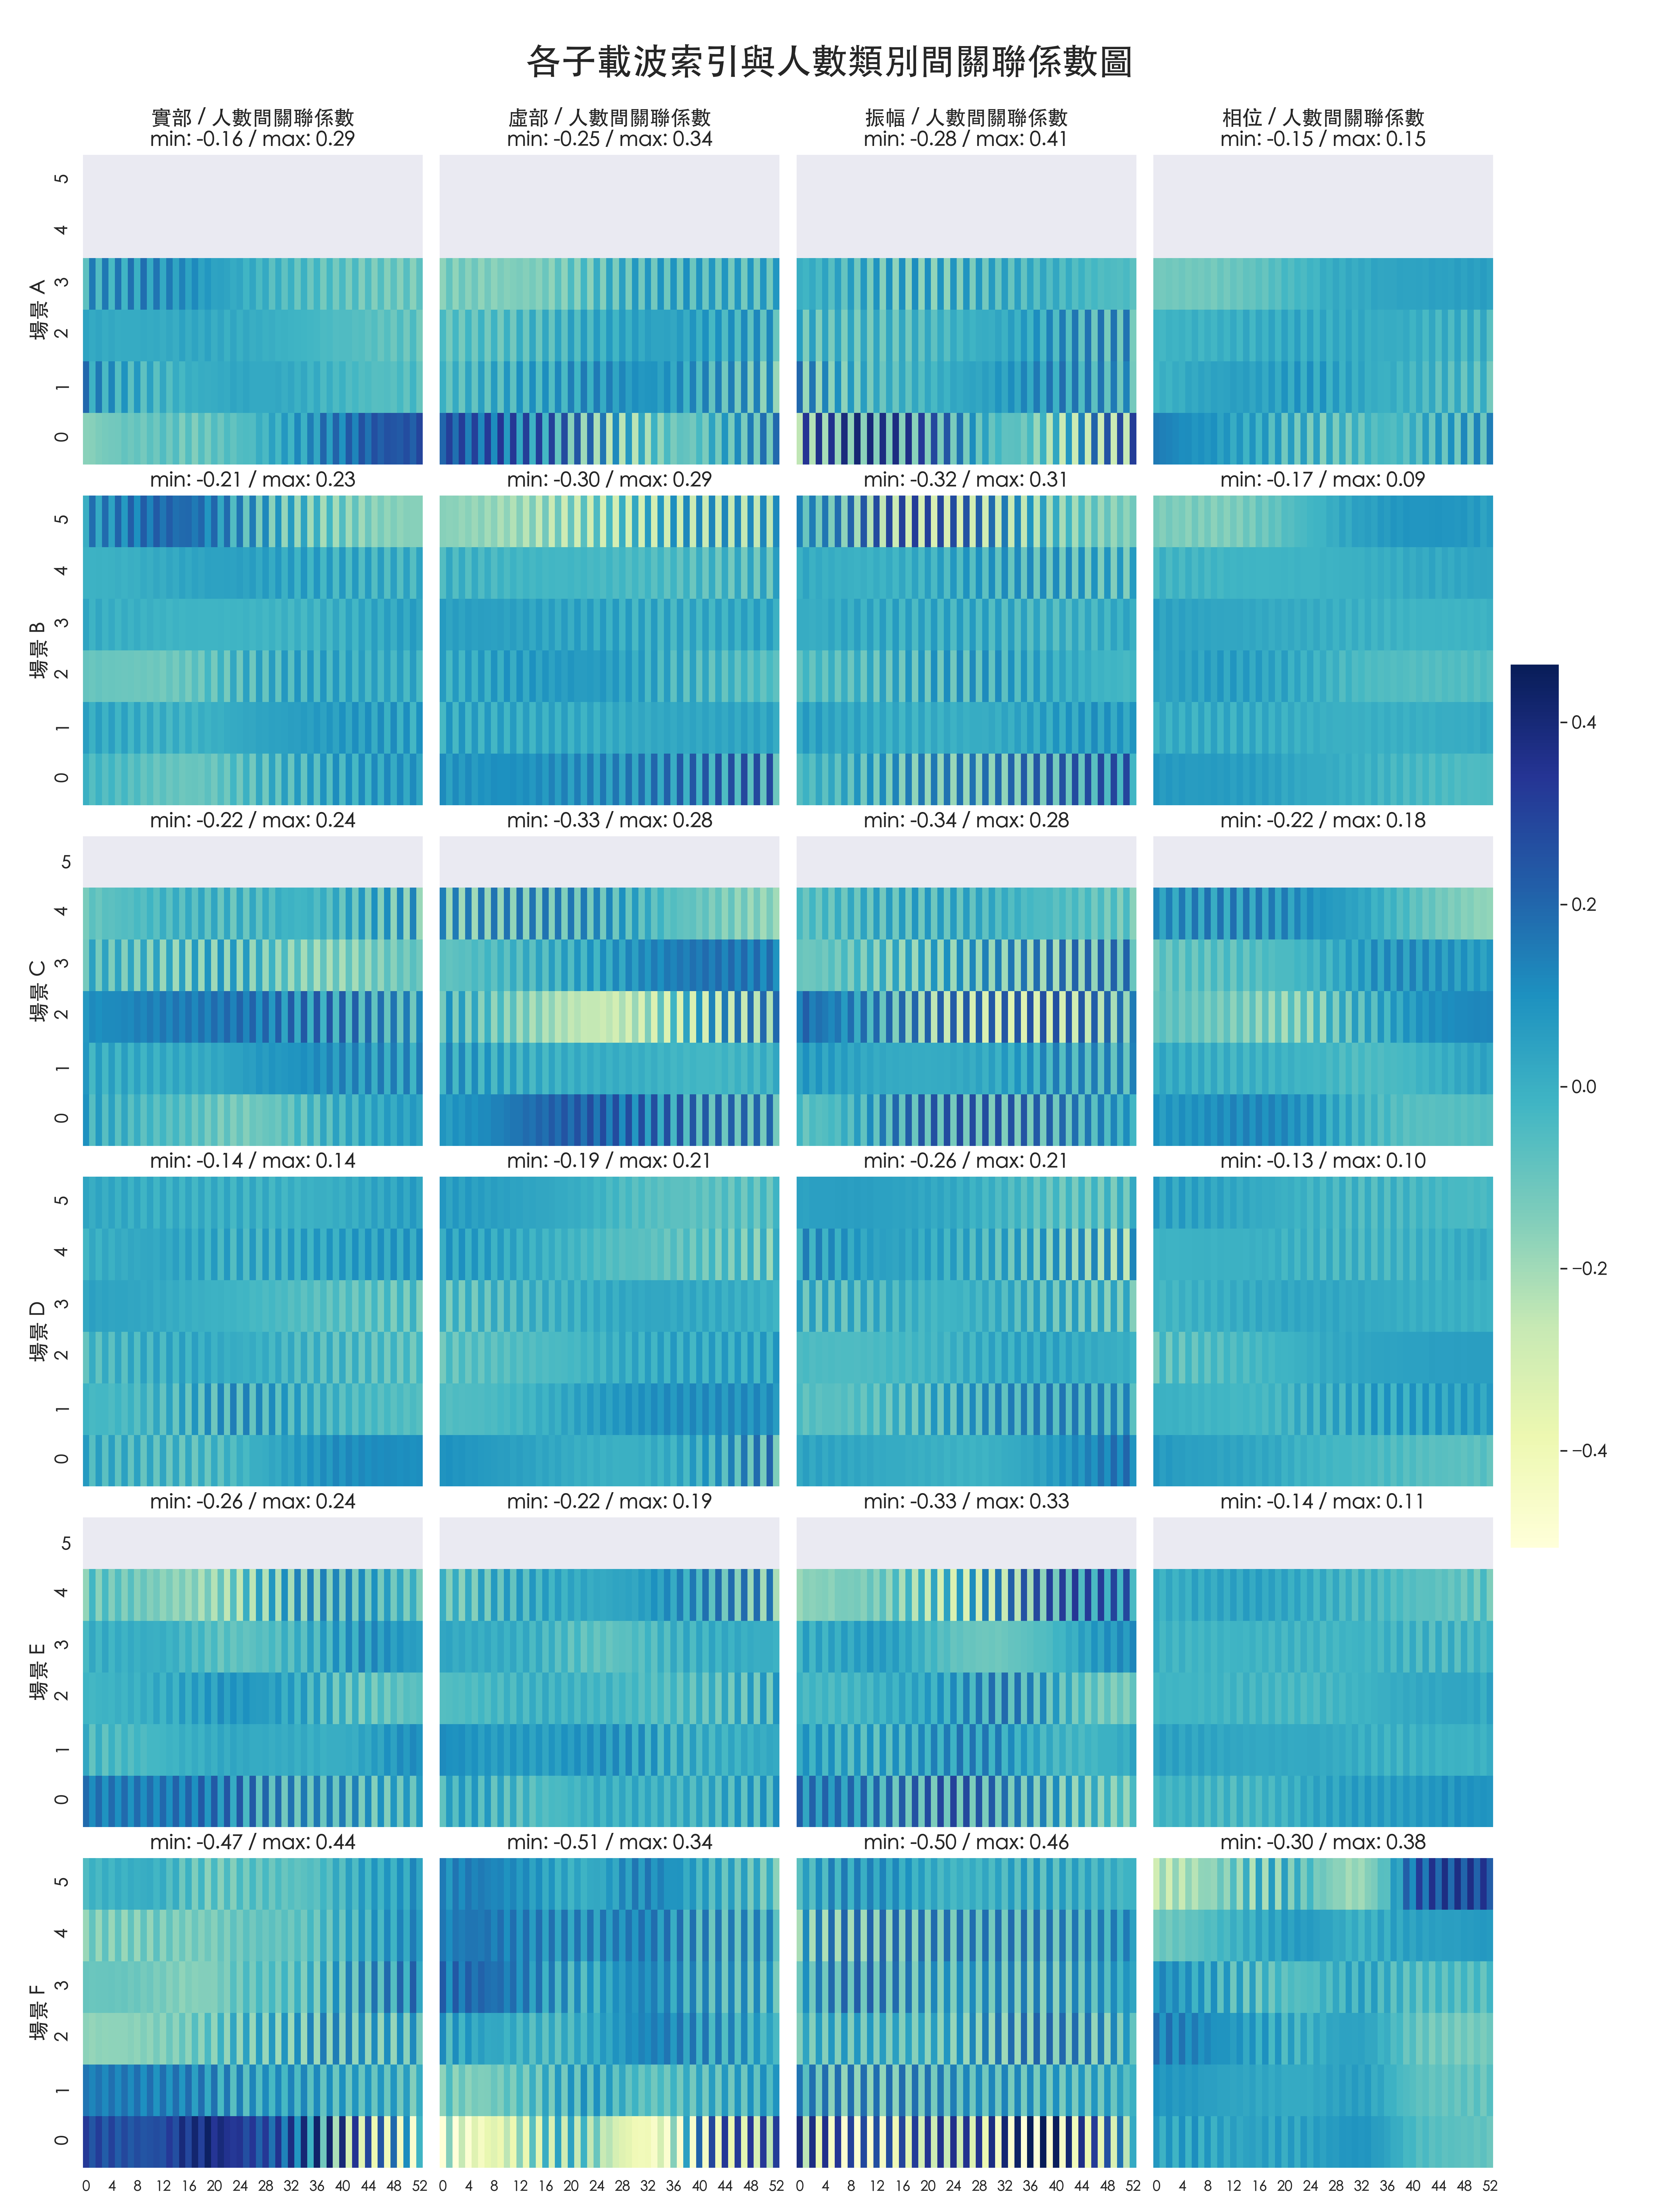 各子載波索引與人數類別間關聯係數圖
實部 / 人數間關聯係數
min: -0.16 / max: 0.29
虛部 / 人數間關聯係數
min: -0.25 / max: 0.34
振幅 / 人數間關聯係數
min: -0.28 / max: 0.41
相位 / 人數間關聯係數
min: -0.15 / max: 0.15
場景 A
5
4
3
2
1
0
min: -0.21 / max: 0.23
min: -0.30 / max: 0.29
min: -0.32 / max: 0.31
min: -0.17 / max: 0.09
場景 B
5
4
3
2
1
0
min: -0.22 / max: 0.24
min: -0.33 / max: 0.28
min: -0.34 / max: 0.28
min: -0.22 / max: 0.18
場景 C
5
4
3
2
1
0
min: -0.14 / max: 0.14
min: -0.19 / max: 0.21
min: -0.26 / max: 0.21
min: -0.13 / max: 0.10
場景 D
5
4
3
2
1
0
min: -0.26 / max: 0.24
min: -0.22 / max: 0.19
min: -0.33 / max: 0.33
min: -0.14 / max: 0.11
場景 E
5
4
3
2
1
0
min: -0.47 / max: 0.44
min: -0.51 / max: 0.34
min: -0.50 / max: 0.46
min: -0.30 / max: 0.38
場景 F
5
4
3
2
1
0
0 4 8 12 16 20 24 28 32 36 40 44 48 52
0 4 8 12 16 20 24 28 32 36 40 44 48 52
0 4 8 12 16 20 24 28 32 36 40 44 48 52
0 4 8 12 16 20 24 28 32 36 40 44 48 52
0.4
0.2
0.0
−0.2
−0.4